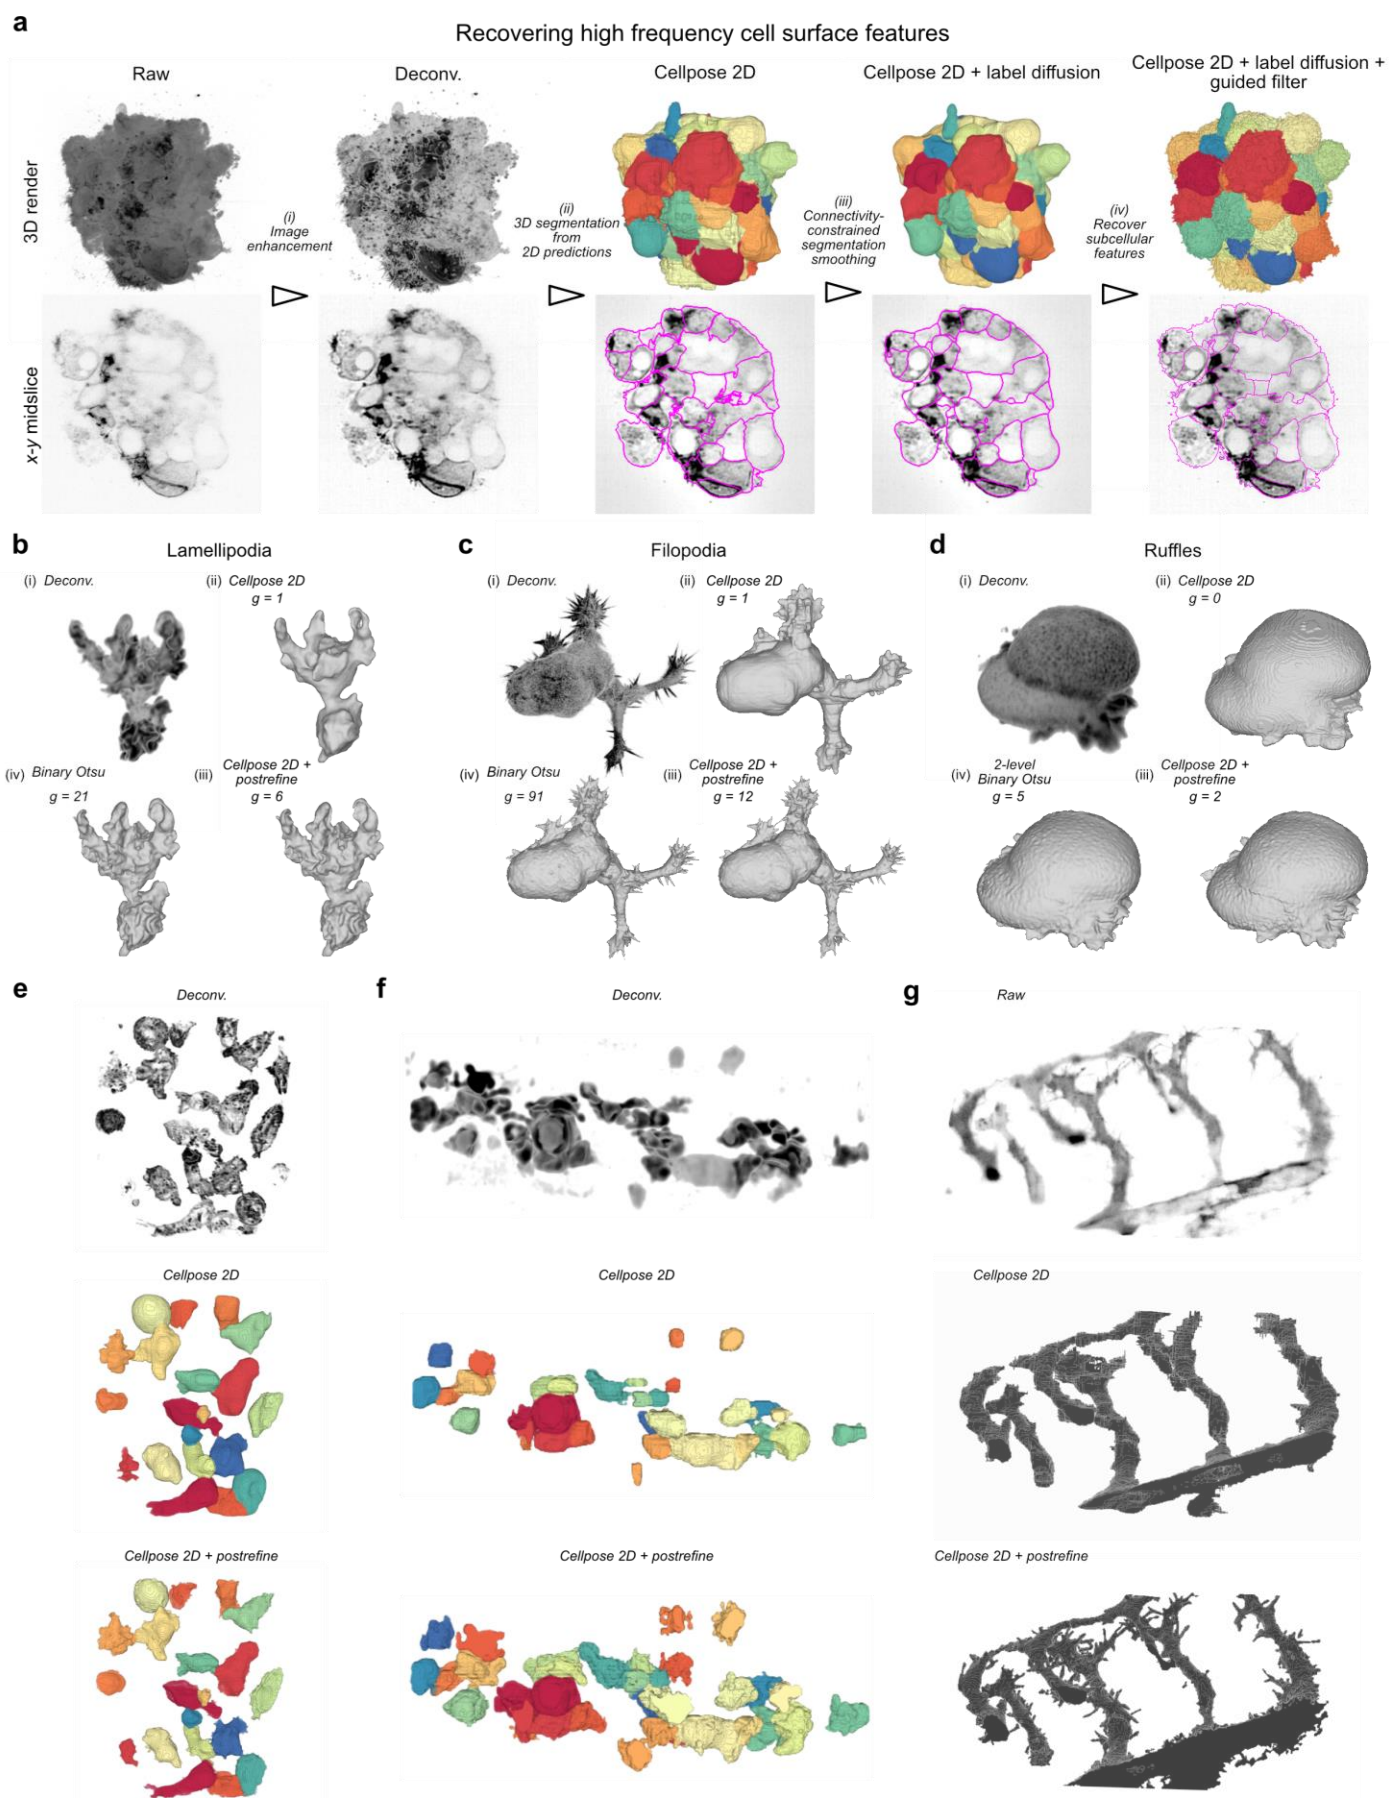 a
Recovering high frequency cell surface features
Raw
Deconv.
Cellpose 2D
Cellpose 2D + label diffusion
Cellpose 2D + label diffusion +
guided filter
3D render
(i)
Image
enhancement
(ii)
3D segmentation
from
2D predictions
(iii)
Connectivity-
constrained
segmentation
smoothing
(iv)
Recover
subcellular
features
x-y midslice
b
Lamellipodia
(i) Deconv.
(ii) Cellpose 2D
g = 1
(iv) Binary Otsu
g = 21
(iii) Cellpose 2D +
postrefine
g = 6
c
Filopodia
(i) Deconv.
(ii) Cellpose 2D
g = 1
(iv) Binary Otsu
g = 91
(iii) Cellpose 2D +
postrefine
g = 12
d
Ruffles
(i) Deconv.
(ii) Cellpose 2D
g = 0
(iv) 2-level
Binary Otsu
g = 5
(iii) Cellpose 2D +
postrefine
g = 2
e
Deconv.
Cellpose 2D
Cellpose 2D + postrefine
f
Deconv.
Cellpose 2D
Cellpose 2D + postrefine
g
Raw
Cellpose 2D
Cellpose 2D + postrefine